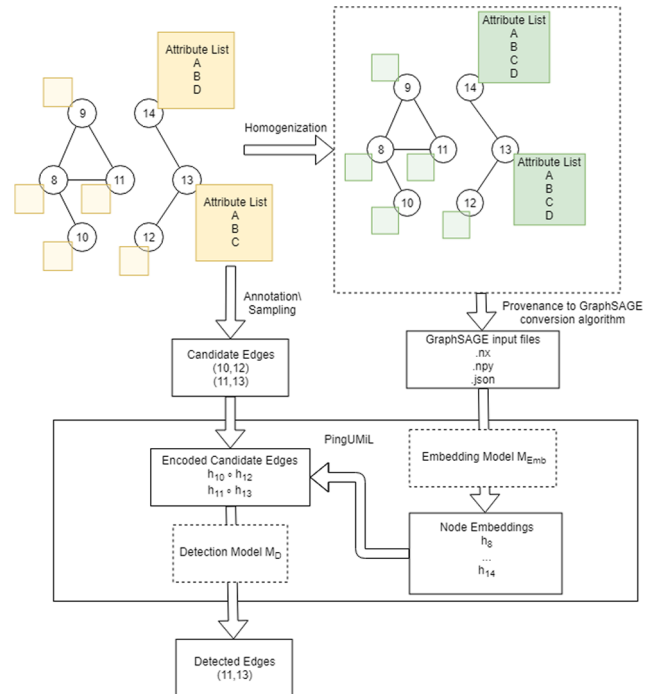 Attribute List
A
B
D
9
14
8
11
13
10
12
Attribute List
A
B
C
Homogenization
Attribute List
A
B
C
D
9
14
8
11
13
10
12
Attribute List
A
B
C
D
Annotation\
Sampling
Provenance to GraphSAGE
conversion algorithm
Candidate Edges
(10,12)
(11,13)
GraphSAGE input files
.nx
.npy
.json
PingUMiL
Encoded Candidate Edges
h10 ∘ h12
h11 ∘ h13
Embedding Model MEmb
Detection Model MD
Node Embeddings
h8
...
h14
Detected Edges
(11,13)